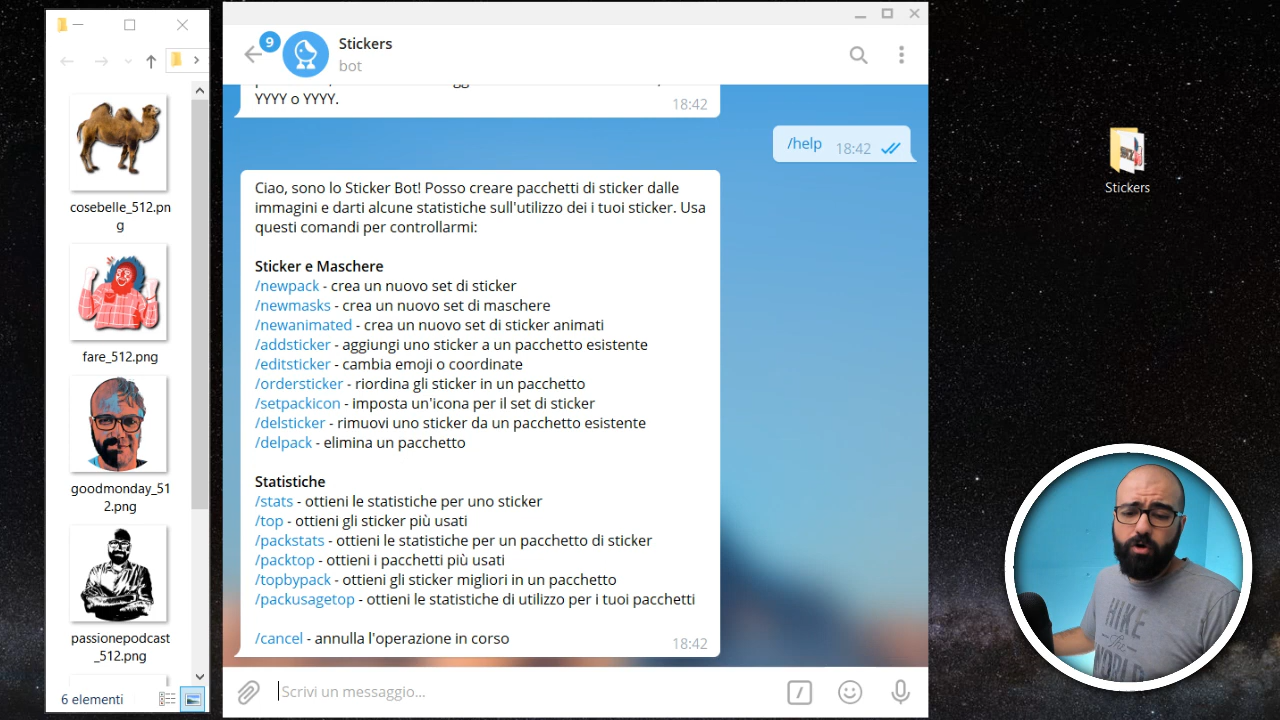 cosebelle_512.pn
g
fare_512.png
goodmonday_51
2.png
passionepodcast
_512.png
6 elementi
9
Stickers
bot
YYYY o YYYY.
18:42
/help
18:42
Ciao, sono lo Sticker Bot! Posso creare pacchetti di sticker dalle
immagini e darti alcune statistiche sull'utilizzo dei i tuoi sticker. Usa
questi comandi per controllarmi:
Sticker e Maschere
/newpack - crea un nuovo set di sticker
/newmasks - crea un nuovo set di maschere
/newanimated - crea un nuovo set di sticker animati
/addsticker - aggiungi uno sticker a un pacchetto esistente
/editsticker - cambia emoji o coordinate
/ordersticker - riordina gli sticker in un pacchetto
/setpackicon - imposta un'icona per il set di sticker
/delsticker - rimuovi uno sticker da un pacchetto esistente
/delpack - elimina un pacchetto
Statistiche
/stats - ottieni le statistiche per uno sticker
/top - ottieni gli sticker più usati
/packstats - ottieni le statistiche per un pacchetto di sticker
/packtop - ottieni i pacchetti più usati
/topbypack - ottieni gli sticker migliori in un pacchetto
/packusagetop - ottieni le statistiche di utilizzo per i tuoi pacchetti
/cancel - annulla l'operazione in corso
18:42
Scrivi un messaggio...
Stickers
HIKE
the
WORLD